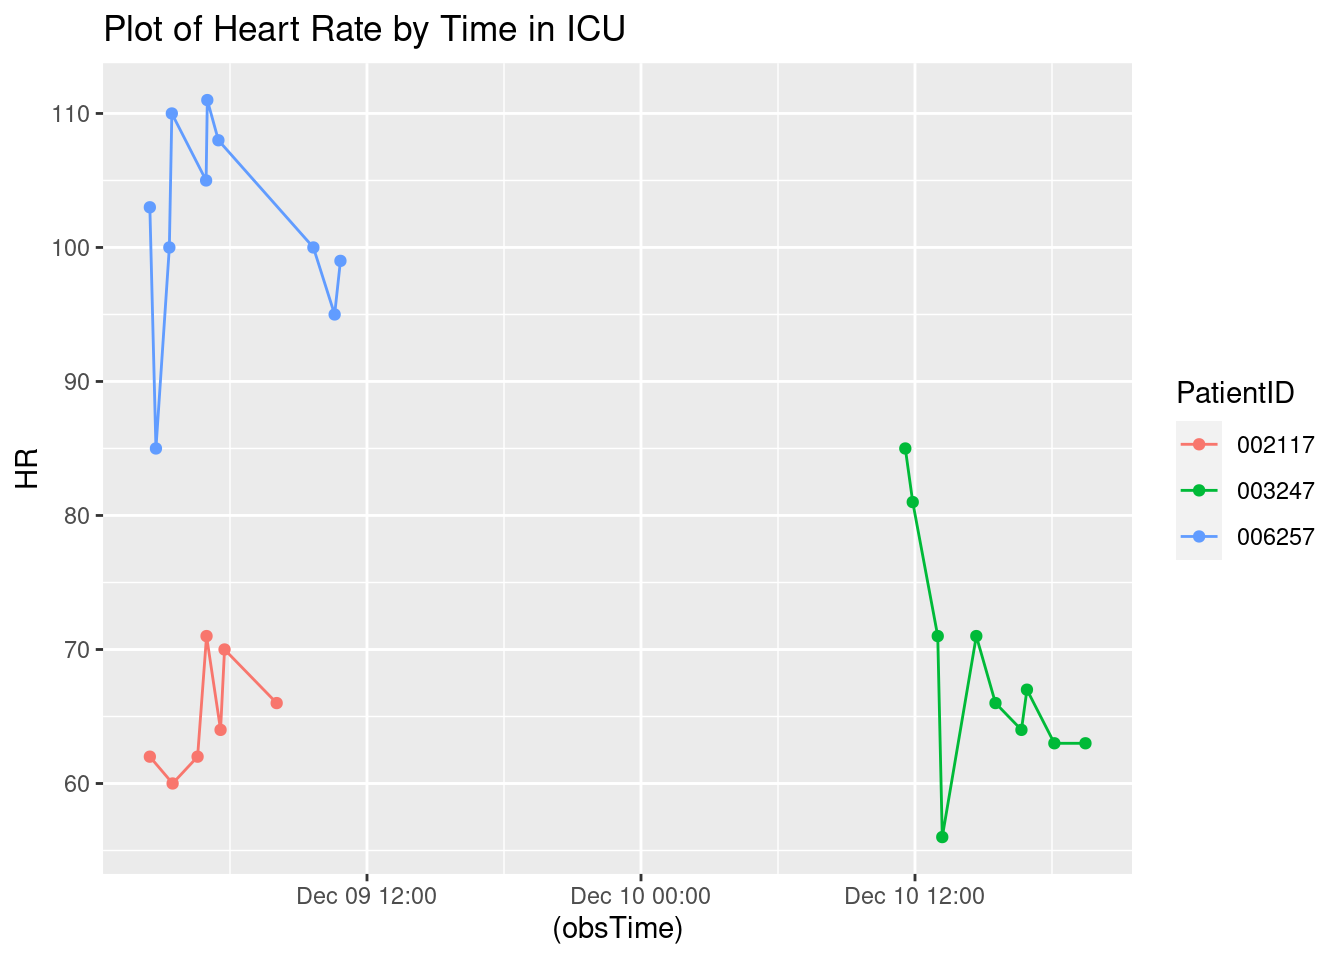 Plot of Heart Rate by Time in ICU
110
100
90
80
70
60
HR
Dec 09 12:00
Dec 10 00:00
Dec 10 12:00
(obsTime)
PatientID
002117
003247
006257